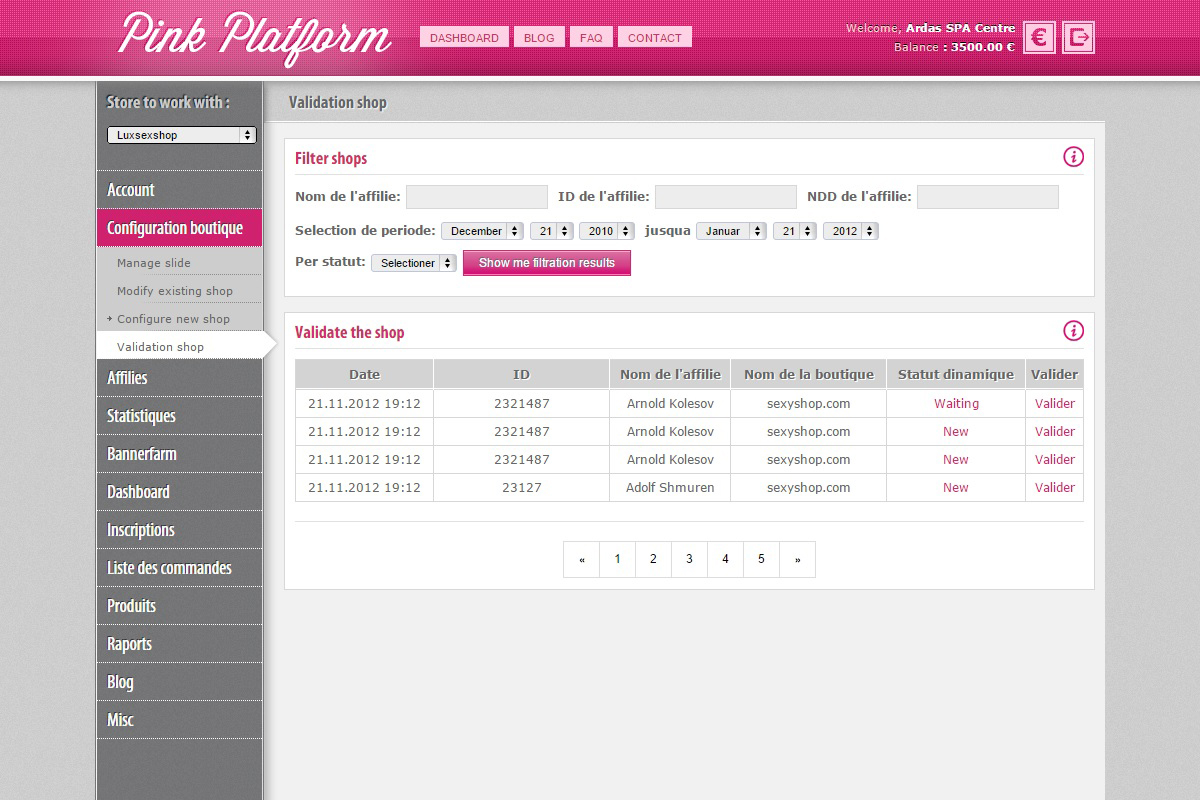 Pink Platform
DASHBOARD BLOG FAQ CONTACT
Welcome, Ardas SPA Centre
Balance : 3500.00 €
€
Store to work with :
Luxsexshop
Account
Configuration boutique
Manage slide
Modify existing shop
Configure new shop
Validation shop
Affilies
Statistiques
Bannerfarm
Dashboard
Inscriptions
Liste des commandes
Produits
Raports
Blog
Misc
Validation shop
Filter shops
Nom de l'affilie: ID de l'affilie: NDD de l'affilie:
Selection de periode: December 21 2010 jusqua Januar 21 2012
Per statut: Selectioner Show me filtration results
Validate the shop
Date ID Nom de l'affilie Nom de la boutique Statut dinamique Valider
21.11.2012 19:12 2321487 Arnold Kolesov sexyshop.com Waiting Valider
21.11.2012 19:12 2321487 Arnold Kolesov sexyshop.com New Valider
21.11.2012 19:12 2321487 Arnold Kolesov sexyshop.com New Valider
21.11.2012 19:12 23127 Adolf Shmuren sexyshop.com New Valider
« 1 2 3 4 5 »